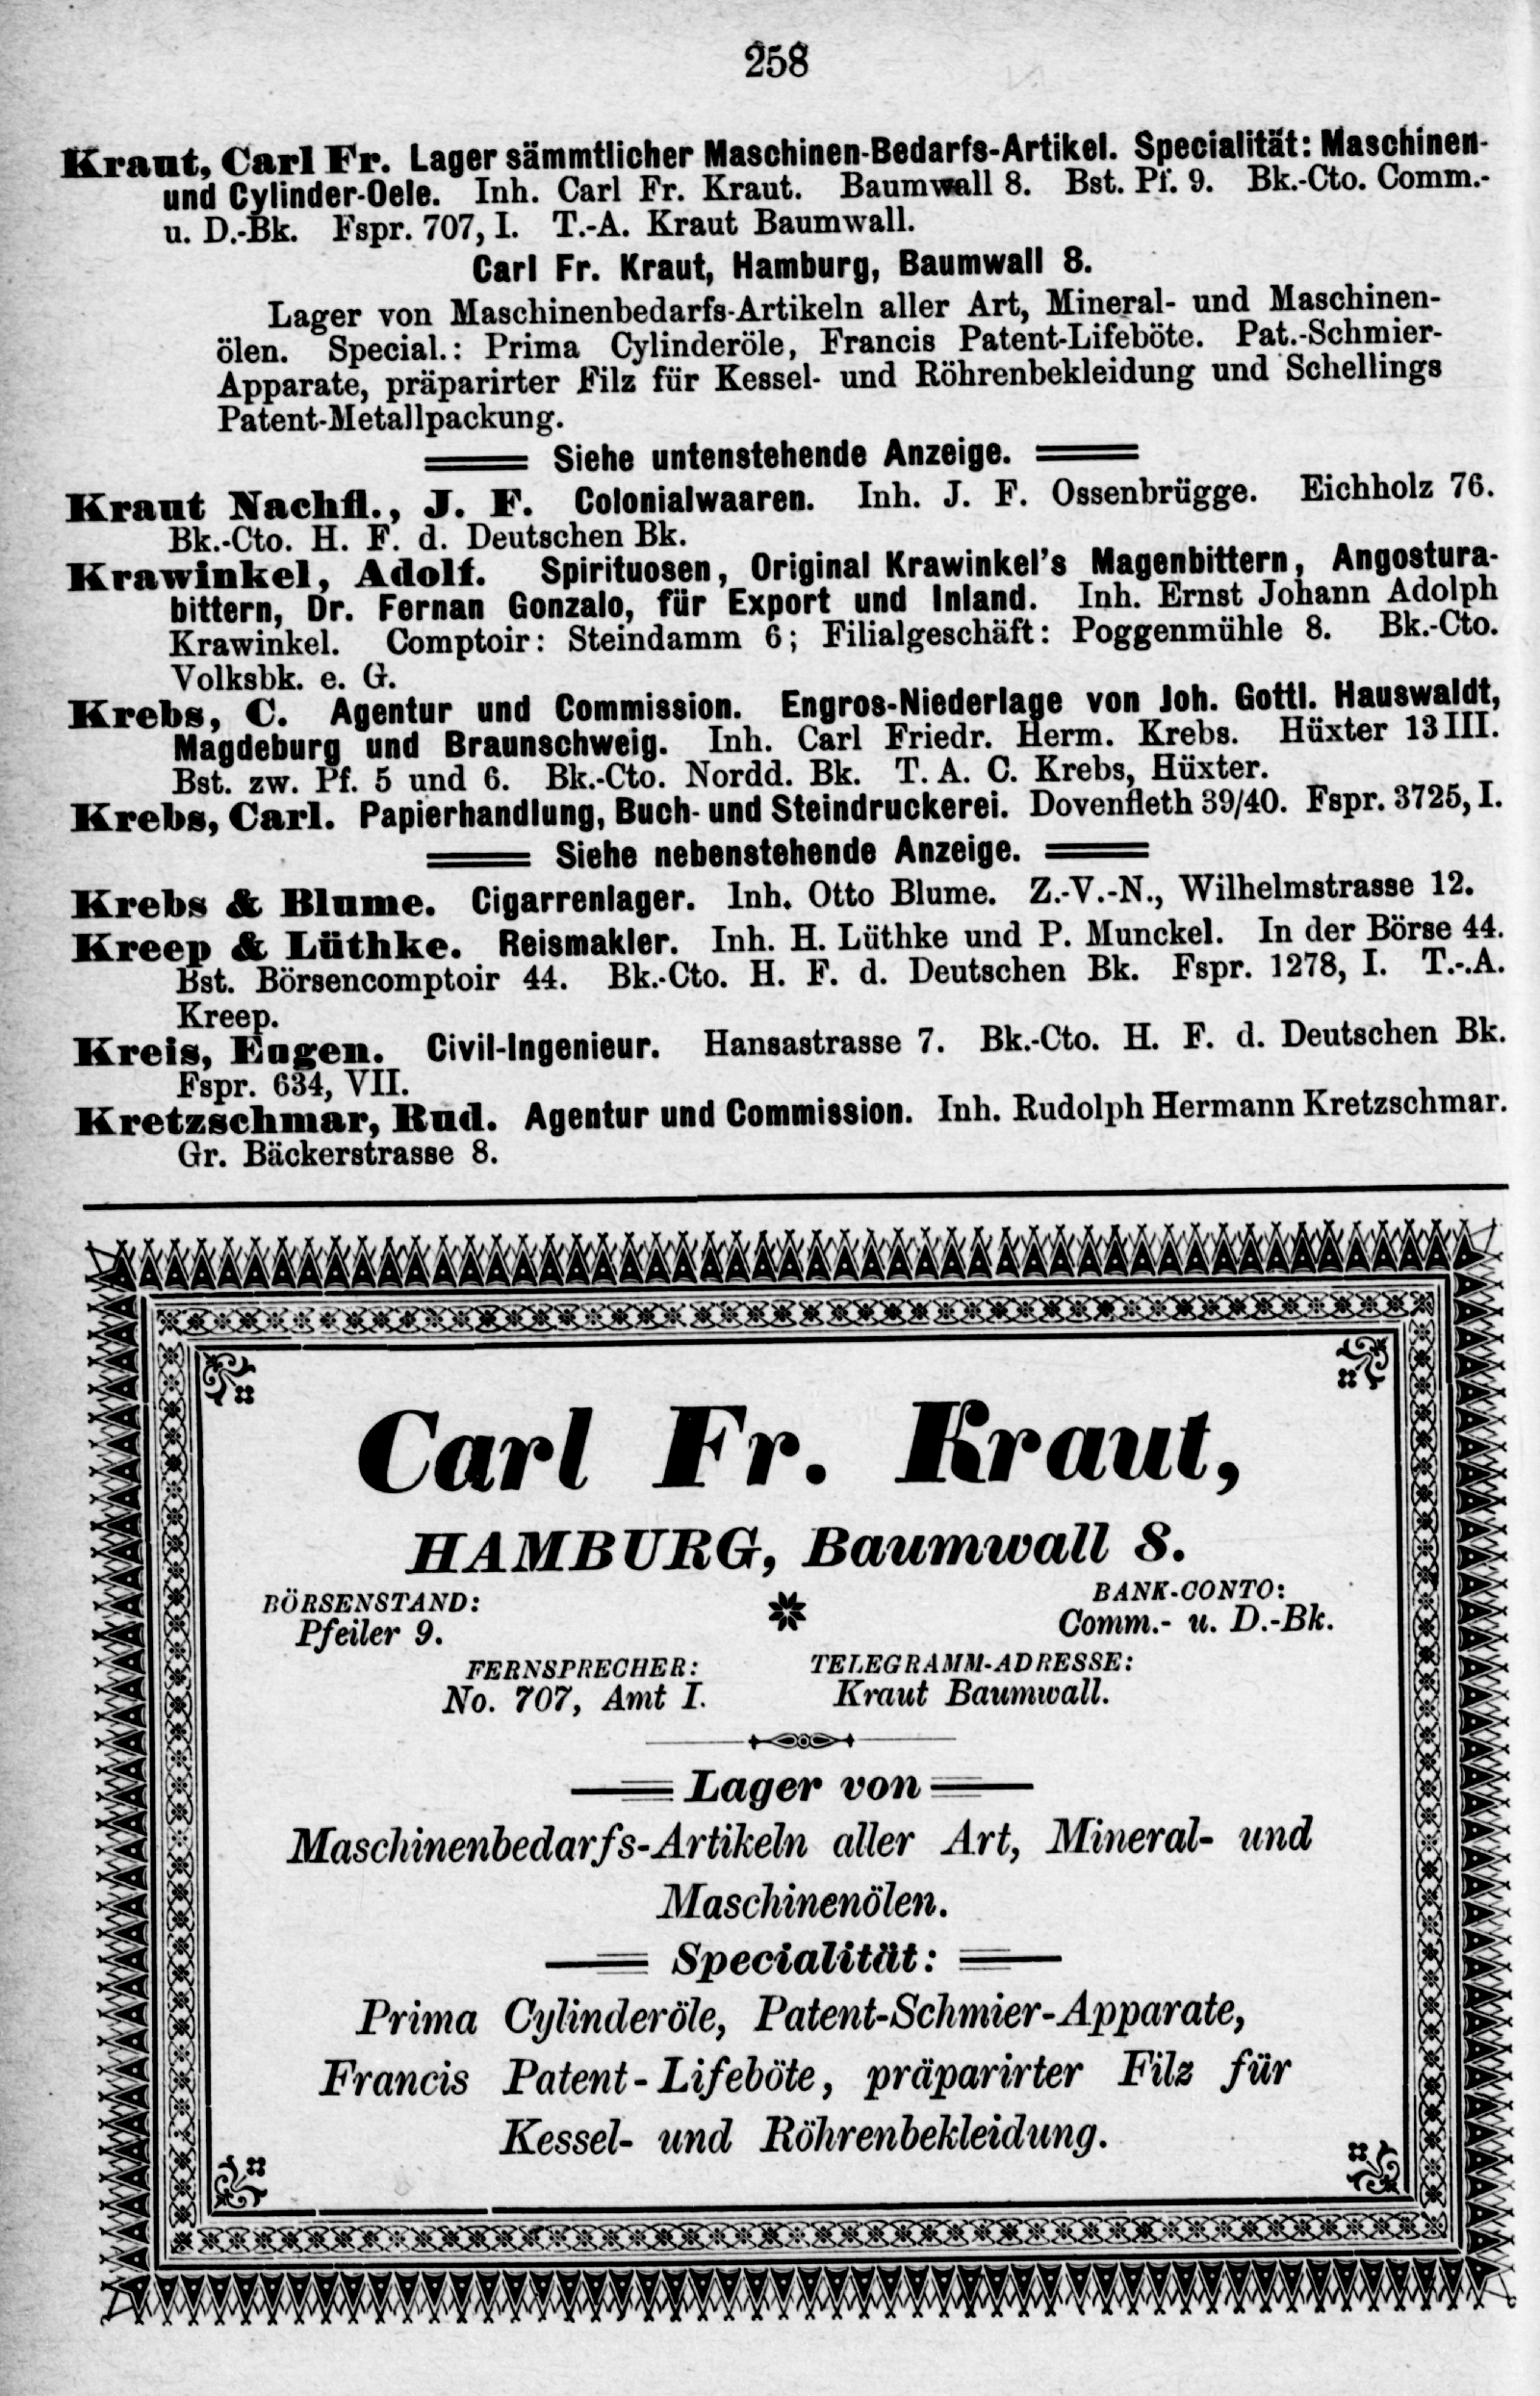 258
Kraut, Carl Fr. Lager sämmtlicher Maschinen-Bedarfs-Artikel. Specialität: Maschinen-
und Cylinder-Oele. Inh. Carl Fr. Kraut. Baumwall 8. Bst. Pf. 9. Bk.-Cto. Comm.-
u. D.-Bk. Fspr. 707, I. T.-A. Kraut Baumwall.
Carl Fr. Kraut, Hamburg, Baumwall 8.
Lager von Maschinenbedarfs-Artikeln aller Art, Mineral- und Maschinen-
ölen. Special.: Prima Cylinderöle, Francis Patent-Lifeböte. Pat.-Schmier-
Apparate, präparirter Filz für Kessel- und Röhrenbekleidung und Schellings
Patent-Metallpackung.
Siehe untenstehende Anzeige.
Kraut Nachfl., J. F. Colonialwaaren. Inh. J. F. Ossenbrügge. Eichholz 76.
Bk.-Cto. H. F. d. Deutschen Bk.
Krawinkel, Adolf. Spirituosen, Original Krawinkel's Magenbittern, Angostura-
bittern, Dr. Fernan Gonzalo, für Export und Inland. Inh. Ernst Johann Adolph
Krawinkel. Comptoir: Steindamm 6; Filialgeschäft: Poggenmühle 8. Bk.-Cto.
Volksbk. e. G.
Krebs, C. Agentur und Commission. Engros-Niederlage von Joh. Gottl. Hauswaldt,
Magdeburg und Braunschweig. Inh. Carl Friedr. Herm. Krebs. Hüxter 13 III.
Bst. zw. Pf. 5 und 6. Bk.-Cto. Nordd. Bk. T. A. C. Krebs, Hüxter.
Krebs, Carl. Papierhandlung, Buch- und Steindruckerei. Dovenfleth 39/40. Fspr. 3725, I.
Siehe nebenstehende Anzeige.
Krebs & Blume. Cigarrenlager. Inh. Otto Blume. Z.-V.-N., Wilhelmstrasse 12.
Kreep & Lüthke. Reismakler. Inh. H. Lüthke und P. Munckel. In der Börse 44.
Bst. Börsencomptoir 44. Bk.-Cto. H. F. d. Deutschen Bk. Fspr. 1278, I. T.-.A.
Kreep.
Kreis, Eugen. Civil-Ingenieur. Hansastrasse 7. Bk.-Cto. H. F. d. Deutschen Bk.
Fspr. 634, VII.
Kretzschmar, Rud. Agentur und Commission. Inh. Rudolph Hermann Kretzschmar.
Gr. Bäckerstrasse 8.
Carl Fr. Kraut,
HAMBURG, Baumwall 8.
BÖRSENSTAND: BANK-CONTO:
Pfeiler 9. Comm.- u. D.-Bk.
FERNSPRECHER: TELEGRAMM-ADRESSE:
No. 707, Amt I. Kraut Baumwall.
Lager von
Maschinenbedarfs-Artikeln aller Art, Mineral- und
Maschinenölen.
Specialität:
Prima Cylinderöle, Patent-Schmier-Apparate,
Francis Patent-Lifeböte, präparirter Filz für
Kessel- und Röhrenbekleidung.